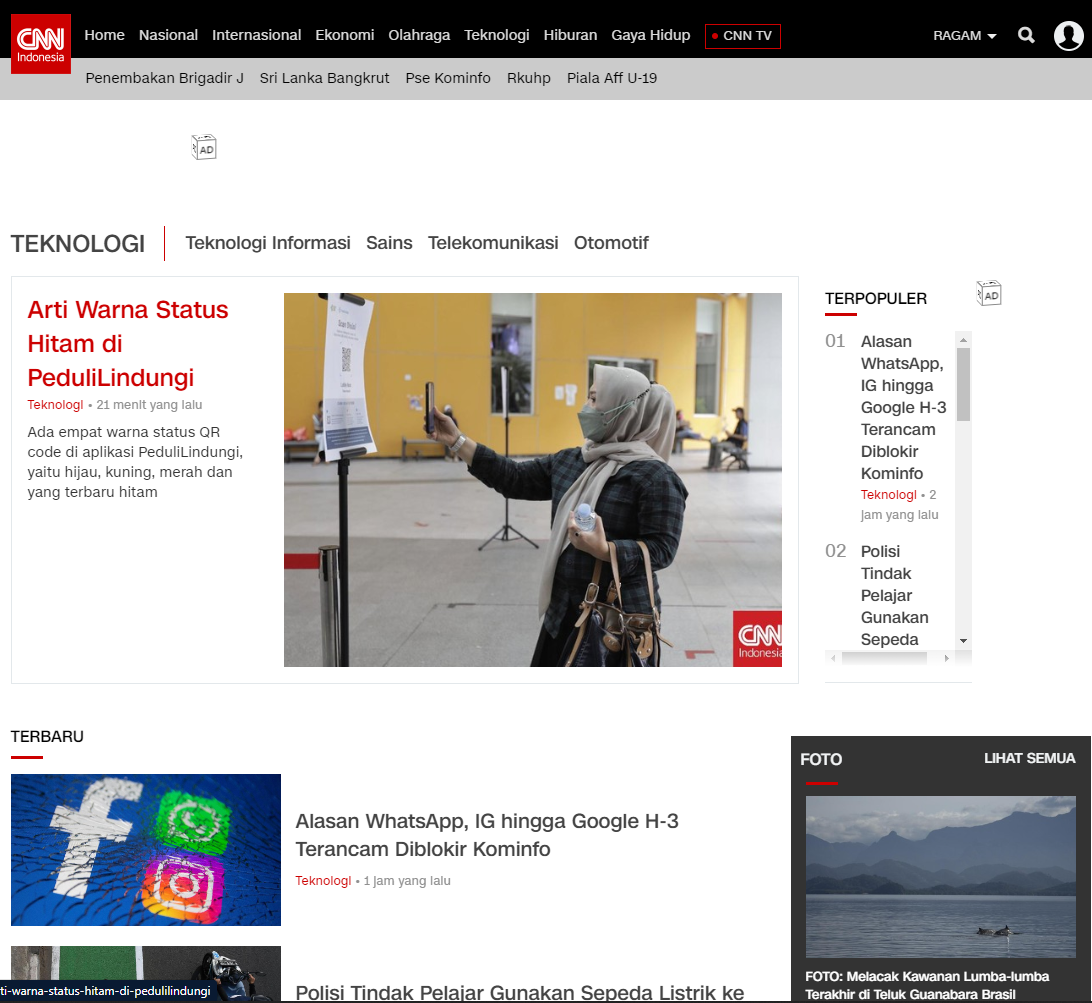 CNN
Indonesia
Home Nasional Internasional Ekonomi Olahraga Teknologi Hiburan Gaya Hidup CNN TV RAGAM
Penembakan Brigadir J Sri Lanka Bangkrut Pse Kominfo Rkuhp Piala Aff U-19
AD
TEKNOLOGI Teknologi Informasi Sains Telekomunikasi Otomotif
Arti Warna Status
Hitam di
PeduliLindungi
Teknologi • 21 menit yang lalu
Ada empat warna status QR
code di aplikasi PeduliLindungi,
yaitu hijau, kuning, merah dan
yang terbaru hitam
CNN
Indonesia
TERPOPULER
AD
01 Alasan
WhatsApp,
IG hingga
Google H-3
Terancam
Diblokir
Kominfo
Teknologi • 2
jam yang lalu
02 Polisi
Tindak
Pelajar
Gunakan
Sepeda
TERBARU
Alasan WhatsApp, IG hingga Google H-3
Terancam Diblokir Kominfo
Teknologi • 1 jam yang lalu
Polisi Tindak Pelajar Gunakan Sepeda Listrik ke
FOTO LIHAT SEMUA
FOTO: Melacak Kawanan Lumba-lumba
Terakhir di Teluk Guanabara Brasil
ti-warna-status-hitam-di-pedulilindungi